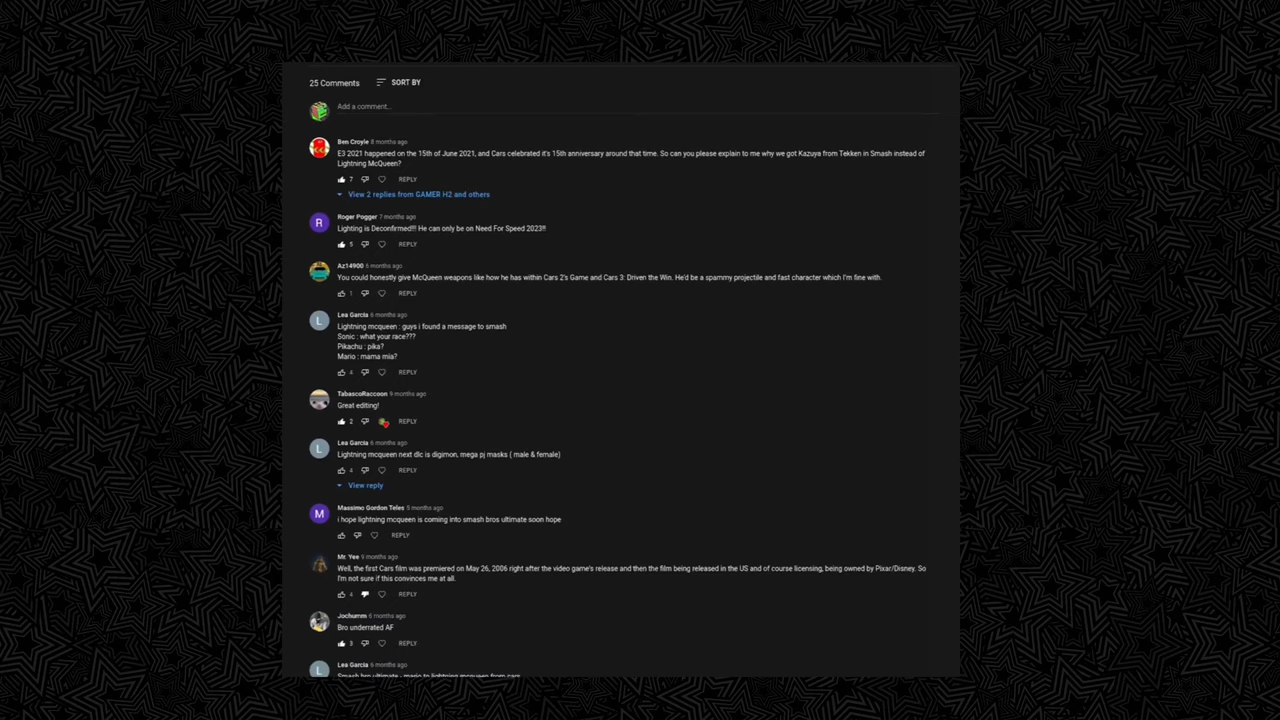 25 Comments SORT BY
Add a comment...
Ben Croyle 8 months ago
E3 2021 happened on the 15th of June 2021, and Cars celebrated it's 15th anniversary around that time. So can you please explain to me why we got Kazuya from Tekken in Smash instead of
Lightning McQueen?
7 REPLY
View 2 replies from GAMER H2 and others
R
Roger Pogger 7 months ago
Lighting is Deconfirmed!!! He can only be on Need For Speed 2023!!
5 REPLY
Az14900 6 months ago
You could honestly give McQueen weapons like how he has within Cars 2's Game and Cars 3: Driven the Win. He'd be a spammy projectile and fast character which I'm fine with.
1 REPLY
L
Lea Garcia 6 months ago
Lightning mcqueen : guys i found a message to smash
Sonic : what your race???
Pikachu : pika?
Mario : mama mia?
4 REPLY
TabascoRaccoon 9 months ago
Great editing!
2 REPLY
L
Lea Garcia 6 months ago
Lightning mcqueen next dlc is digimon, mega pj masks ( male & female)
4 REPLY
View reply
M
Massimo Gordon Teles 5 months ago
i hope lightning mcqueen is coming into smash bros ultimate soon hope
REPLY
Mr. Yee 9 months ago
Well, the first Cars film was premiered on May 26, 2006 right after the video game's release and then the film being released in the US and of course licensing, being owned by Pixar/Disney. So
I'm not sure if this convinces me at all.
4 REPLY
Jochumm 6 months ago
Bro underrated AF
3 REPLY
L
Lea Garcia 6 months ago
Smash bro ultimate - mario to lightning mcqueen from cars